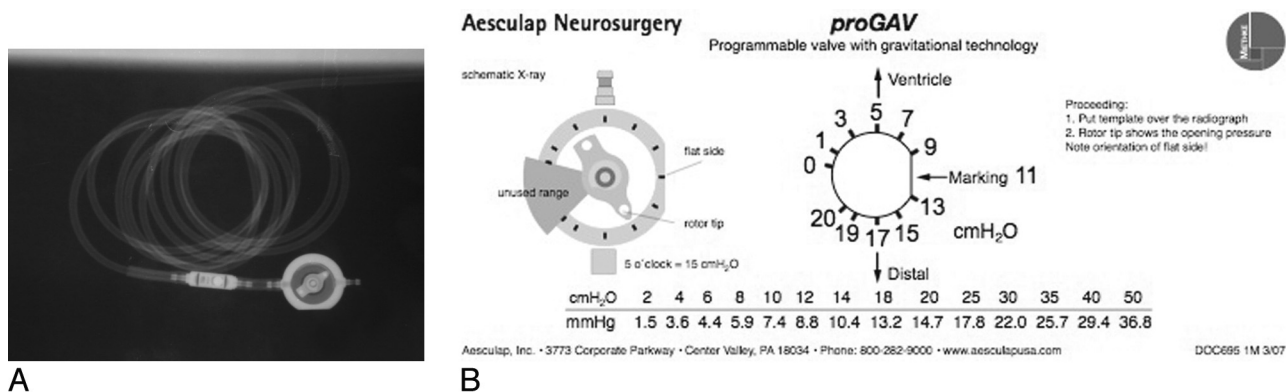 Aesculap Neurosurgery
proGAV
Programmable valve with gravitational technology
MIETHKE
schematic X-ray
flat side
unused range
rotor tip
5 o´clock = 15 cmH2O
Ventricle
5
3 7
1 9
0
Marking 11
13
20
19 17 15
cmH2O
Distal
Proceeding:
1. Put template over the radiograph
2. Rotor tip shows the opening pressure
Note orientation of flat side!
cmH2O 2 4 6 8 10 12 14 18 20 25 30 35 40 50
mmHg 1.5 3.6 4.4 5.9 7.4 8.8 10.4 13.2 14.7 17.8 22.0 25.7 29.4 36.8
Aesculap, Inc. • 3773 Corporate Parkway • Center Valley, PA 18034 • Phone: 800-282-9000 • www.aesculapusa.com
DOC695 1M 3/07
A
B